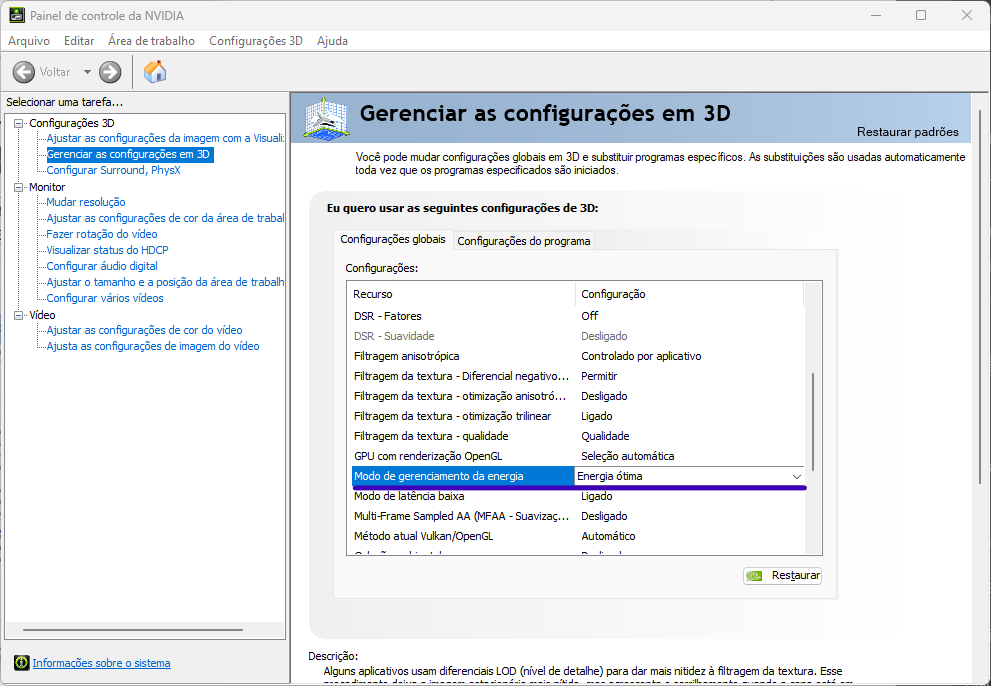 Painel de controle da NVIDIA
Arquivo Editar Área de trabalho Configurações 3D Ajuda
Voltar
Selecionar uma tarefa...
Configurações 3D
Ajustar as configurações da imagem com a Visuali
Gerenciar as configurações em 3D
Configurar Surround, PhysX
Monitor
Mudar resolução
Ajustar as configurações de cor da área de trabal
Fazer rotação do vídeo
Visualizar status do HDCP
Configurar áudio digital
Ajustar o tamanho e a posição da área de trabalh
Configurar vários vídeos
Vídeo
Ajustar as configurações de cor do vídeo
Ajusta as configurações de imagem do vídeo
Informações sobre o sistema
Gerenciar as configurações em 3D
Restaurar padrões
Você pode mudar configurações globais em 3D e substituir programas específicos. As substituições são usadas automaticamente
toda vez que os programas especificados são iniciados.
Eu quero usar as seguintes configurações de 3D:
Configurações globais Configurações do programa
Configurações:
Recurso Configuração
DSR - Fatores Off
DSR - Suavidade Desligado
Filtragem anisotrópica Controlado por aplicativo
Filtragem da textura - Diferencial negativo... Permitir
Filtragem da textura - otimização anisotró... Desligado
Filtragem da textura - otimização trilinear Ligado
Filtragem da textura - qualidade Qualidade
GPU com renderização OpenGL Seleção automática
Modo de gerenciamento da energia Energia ótima
Modo de latência baixa Ligado
Multi-Frame Sampled AA (MFAA - Suavizaç... Desligado
Método atual Vulkan/OpenGL Automático
Restaurar
Descrição:
Alguns aplicativos usam diferenciais LOD (nível de detalhe) para dar mais nitidez à filtragem da textura. Esse